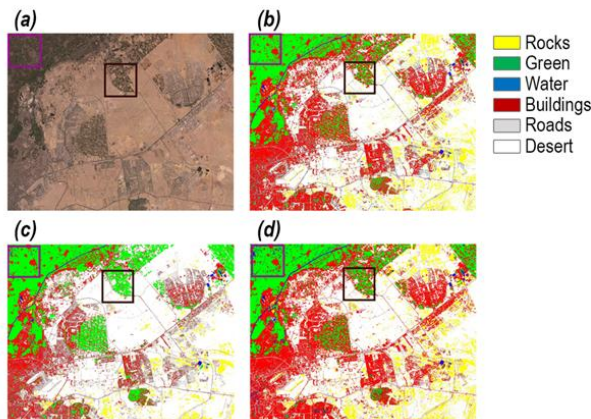 (a)
(b)
Rocks
Green
Water
Buildings
Roads
Desert
(c)
(d)